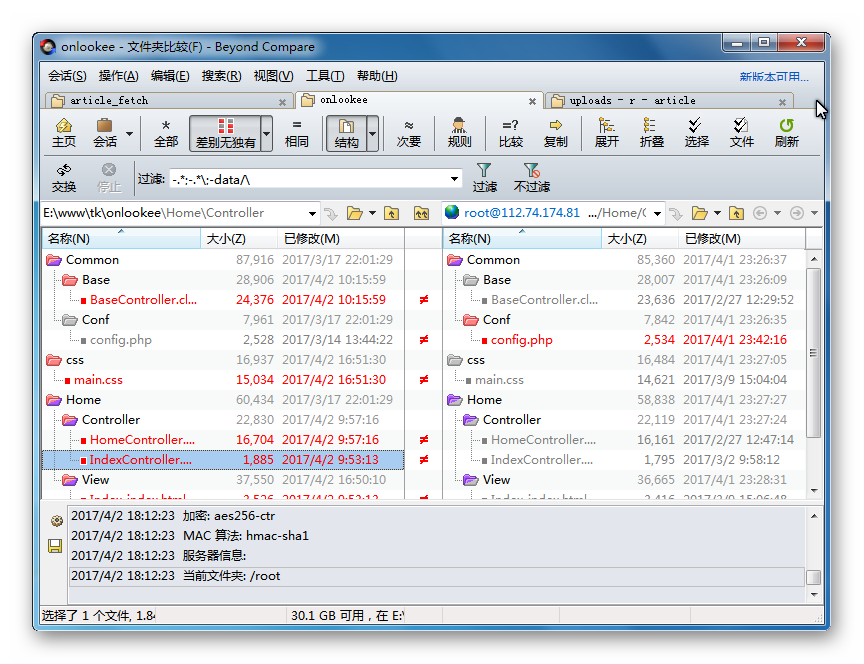 onlookee - 文件夹比较(F) - Beyond Compare
会话(S) 操作(A) 编辑(E) 搜索(R) 视图(V) 工具(T) 帮助(H) 新版本可用...
article_fetch onlookee uploads - r - article
主页 会话 全部 差别无独有 相同 结构 次要 规则 比较 复制 展开 折叠 选择 文件 刷新
交换 停止 过滤: -.*;-.*\;-data/\ 过滤 不过滤
E:\www\tk\onlookee\Home\Controller root@112.74.174.81 .../Home/
名称(N) 大小(Z) 已修改(M) 名称(N) 大小(Z) 已修改(M)
Common 87,916 2017/3/17 22:01:29 Common 85,360 2017/4/1 23:26:37
Base 28,906 2017/4/2 10:15:59 Base 28,007 2017/4/1 23:26:09
BaseController.cl... 24,376 2017/4/2 10:15:59 ≠ BaseController.cl... 23,636 2017/2/27 12:29:52
Conf 7,961 2017/3/17 22:01:29 Conf 7,842 2017/4/1 23:26:35
config.php 2,528 2017/3/14 13:44:22 ≠ config.php 2,534 2017/4/1 23:42:16
css 16,937 2017/4/2 16:51:30 css 16,484 2017/4/1 23:27:05
main.css 15,034 2017/4/2 16:51:30 ≠ main.css 14,621 2017/3/9 15:04:04
Home 60,434 2017/3/17 22:01:29 Home 58,838 2017/4/1 23:27:27
Controller 22,830 2017/4/2 9:57:16 Controller 22,119 2017/4/1 23:27:24
HomeController.... 16,704 2017/4/2 9:57:16 ≠ HomeController.... 16,161 2017/2/27 12:47:14
IndexController.... 1,885 2017/4/2 9:53:13 ≠ IndexController.... 1,795 2017/3/2 9:58:12
View 37,550 2017/4/2 16:50:10 View 36,665 2017/4/1 23:28:31
2017/4/2 18:12:23 加密: aes256-ctr
2017/4/2 18:12:23 MAC 算法: hmac-sha1
2017/4/2 18:12:23 服务器信息:
2017/4/2 18:12:23 当前文件夹: /root
选择了 1 个文件, 1.84 30.1 GB 可用，在 E:\